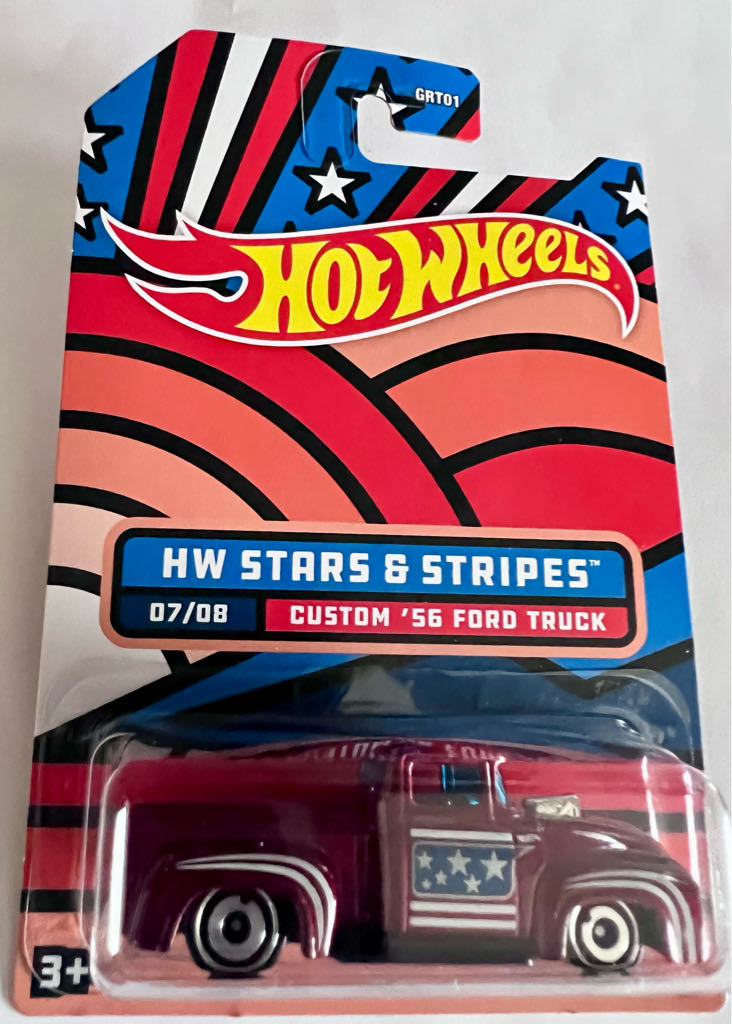 GRT01
HOT WHEELS
HW STARS & STRIPES™
07/08
CUSTOM '56 FORD TRUCK
3+